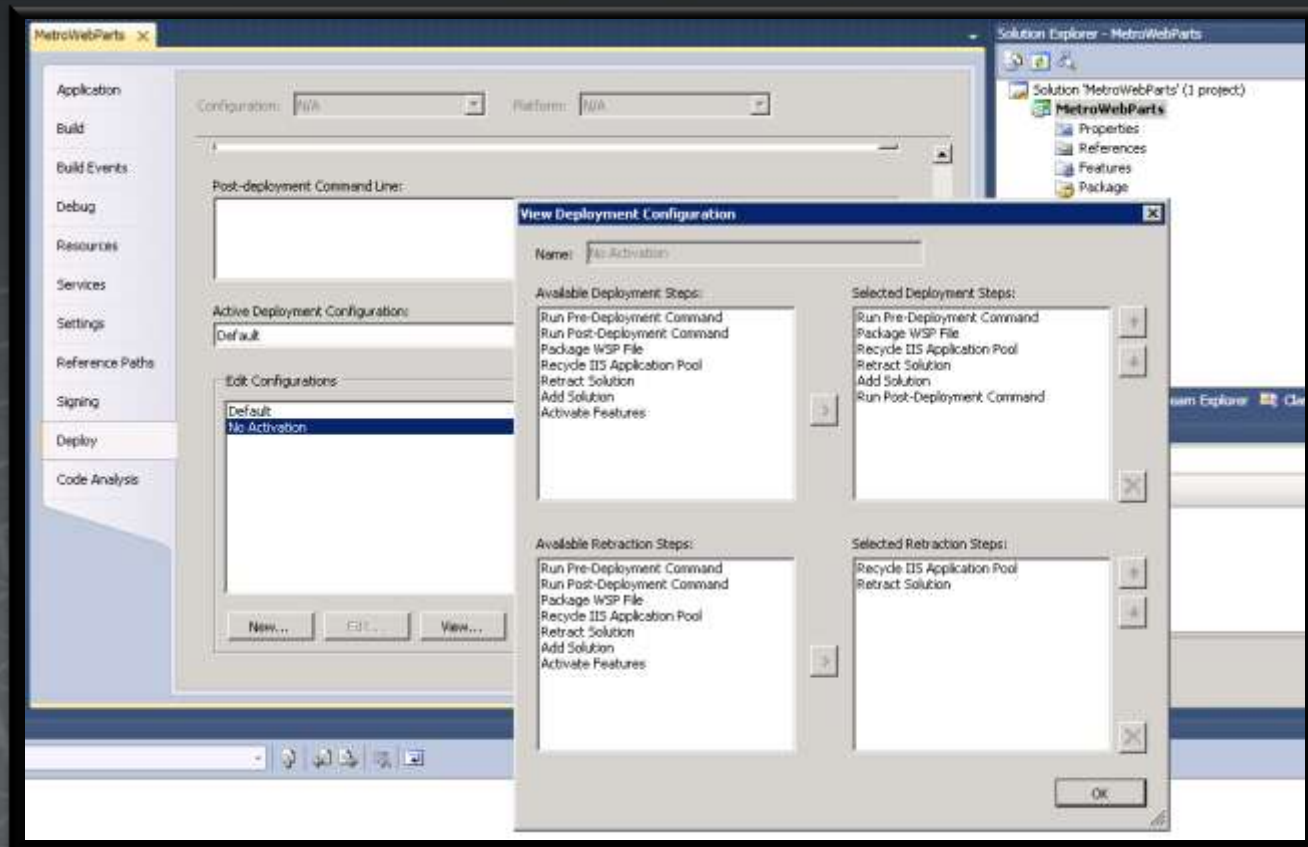 MetroWebParts
Solution Explorer - MetroWebParts
Solution 'MetroWebParts' (1 project)
MetroWebParts
Properties
References
Features
Package
Application
Build
Build Events
Debug
Resources
Services
Settings
Reference Paths
Signing
Deploy
Code Analysis
Configuration: N/A Platform: N/A
Post-deployment Command Line:
Active Deployment Configuration:
Default
Edit Configurations
Default
No Activation
New... Edit... View...
View Deployment Configuration
Name: No Activation
Available Deployment Steps:
Run Pre-Deployment Command
Run Post-Deployment Command
Package WSP File
Recycle IIS Application Pool
Retract Solution
Add Solution
Activate Features
Selected Deployment Steps:
Run Pre-Deployment Command
Package WSP File
Recycle IIS Application Pool
Retract Solution
Add Solution
Run Post-Deployment Command
Available Retraction Steps:
Run Pre-Deployment Command
Run Post-Deployment Command
Package WSP File
Recycle IIS Application Pool
Retract Solution
Add Solution
Activate Features
Selected Retraction Steps:
Recycle IIS Application Pool
Retract Solution
OK
eam Explorer Cla